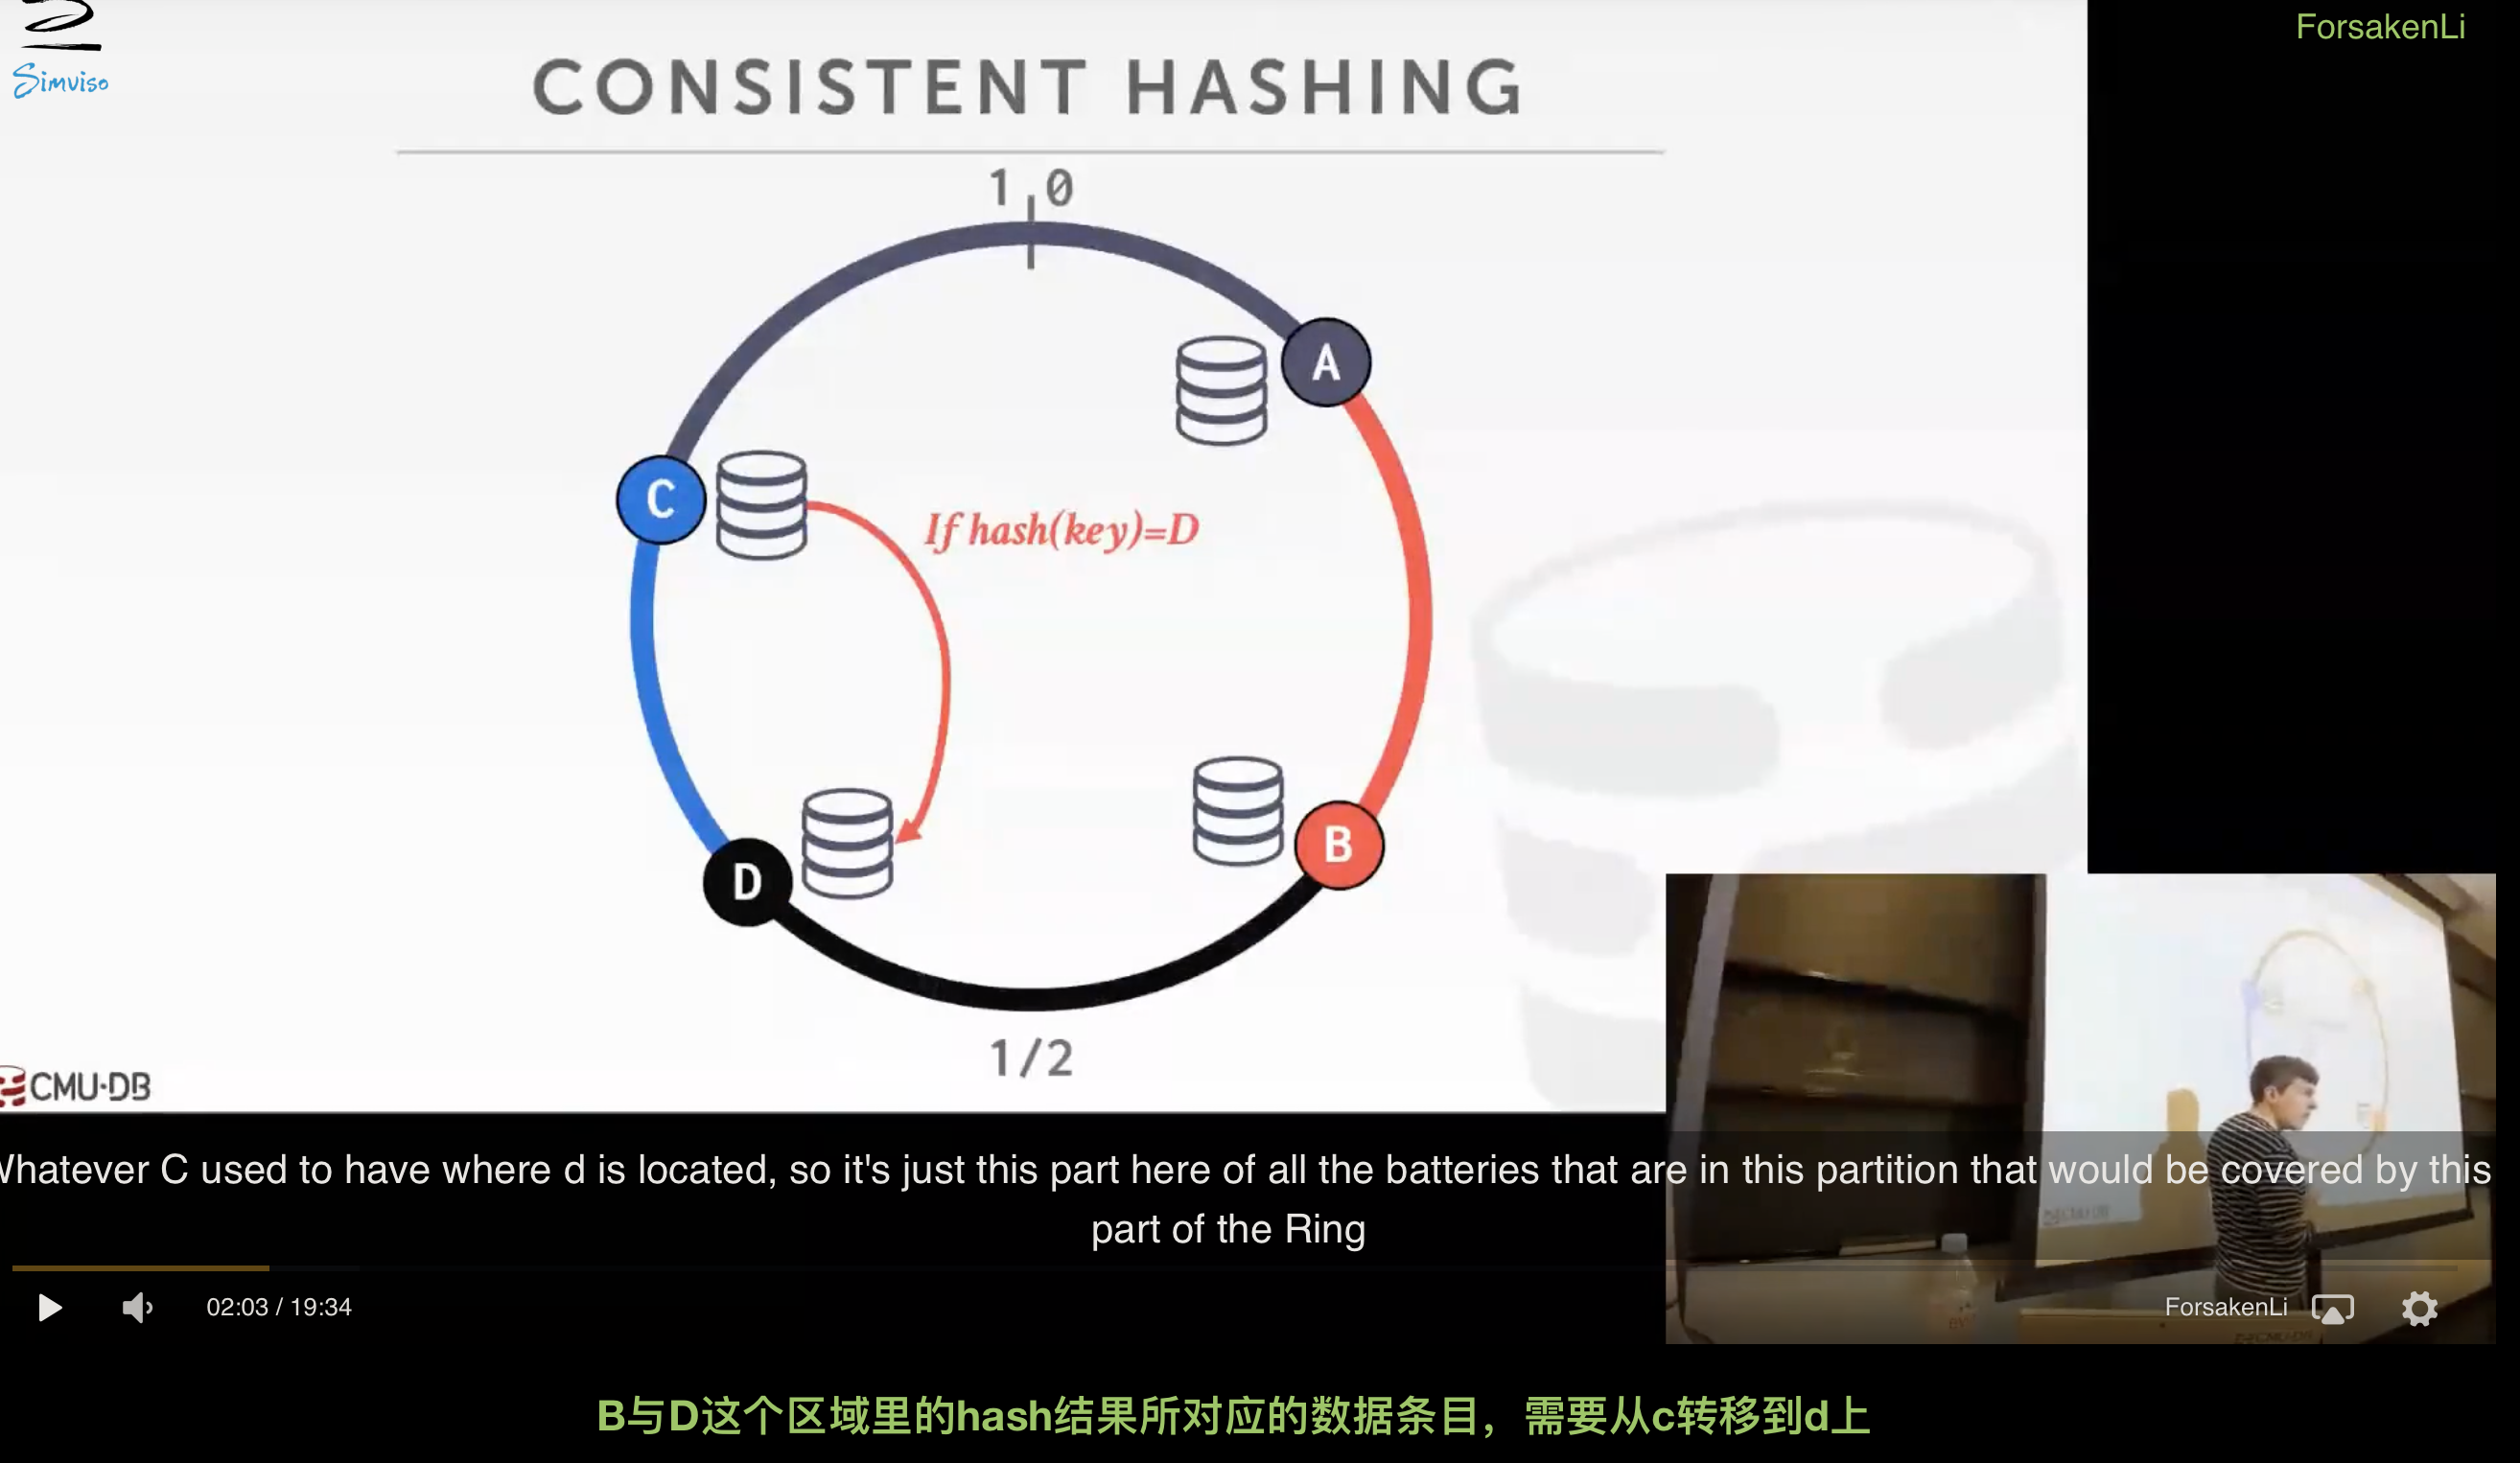 Simviso
ForsakenLi
CONSISTENT HASHING
1 0
A
C
If hash(key)=D
B
D
1/2
CMU·DB
Whatever C used to have where d is located, so it's just this part here of all the batteries that are in this partition that would be covered by this
part of the Ring
02:03 / 19:34
ForsakenLi
B与D这个区域里的hash结果所对应的数据条目，需要从c转移到d上